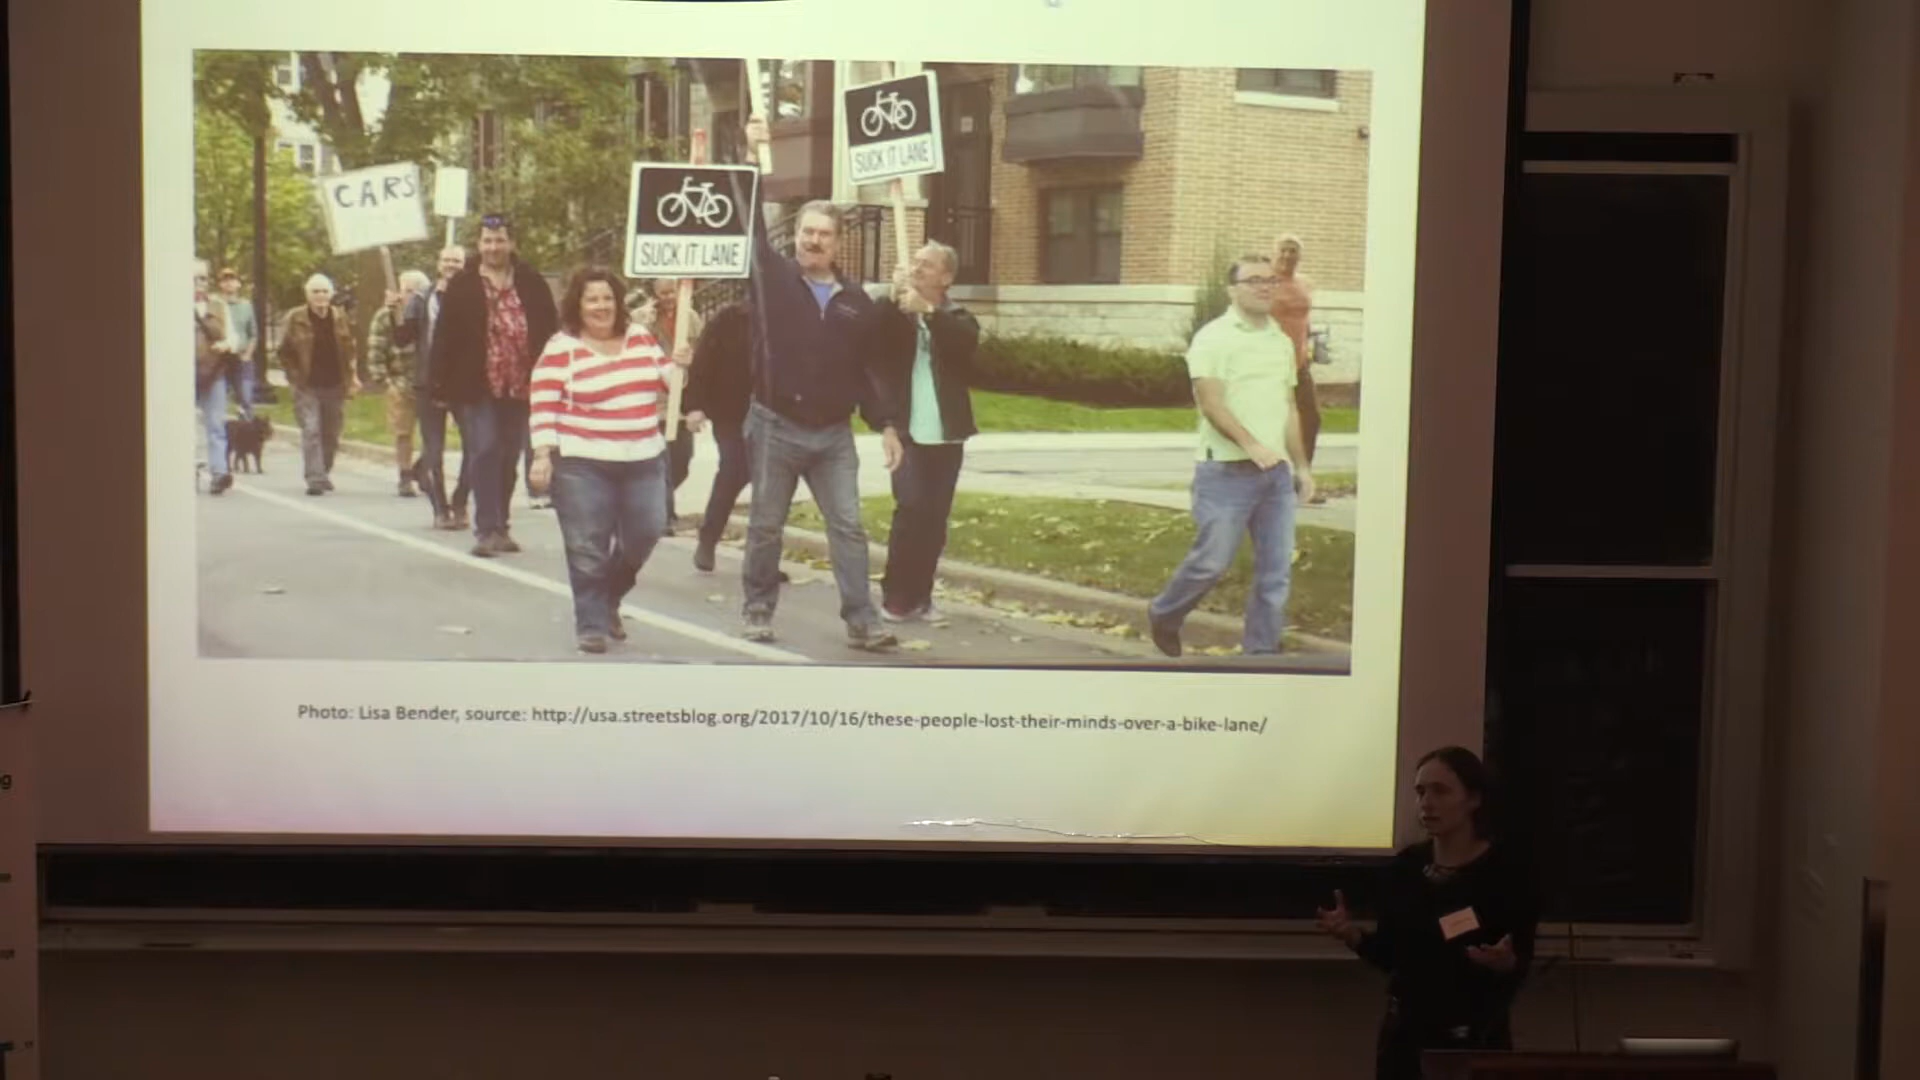 SUCK IT LANE
CARS
SUCK IT LANE
Photo: Lisa Bender, source: http://usa.streetsblog.org/2017/10/16/these-people-lost-their-minds-over-a-bike-lane/